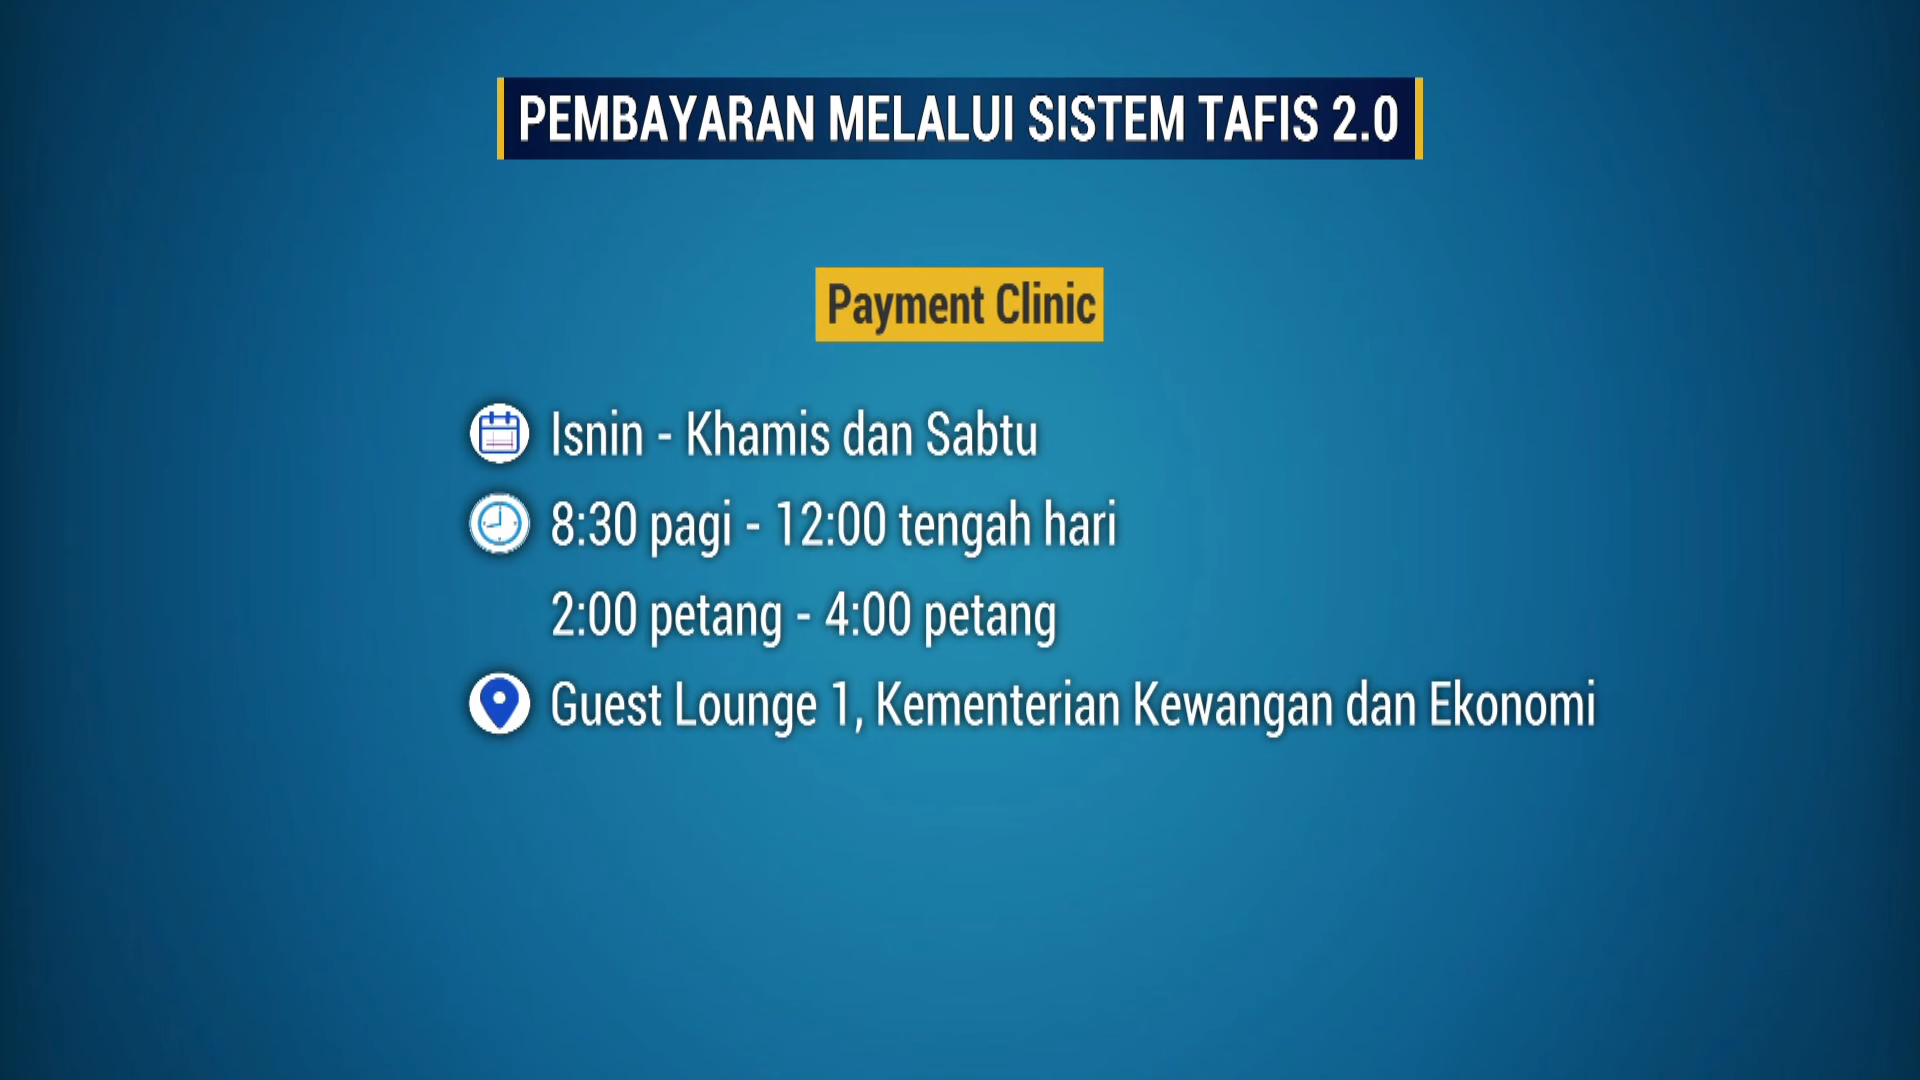 PEMBAYARAN MELALUI SISTEM TAFIS 2.0
Payment Clinic
Isnin - Khamis dan Sabtu
8:30 pagi - 12:00 tengah hari
2:00 petang - 4:00 petang
Guest Lounge 1, Kementerian Kewangan dan Ekonomi